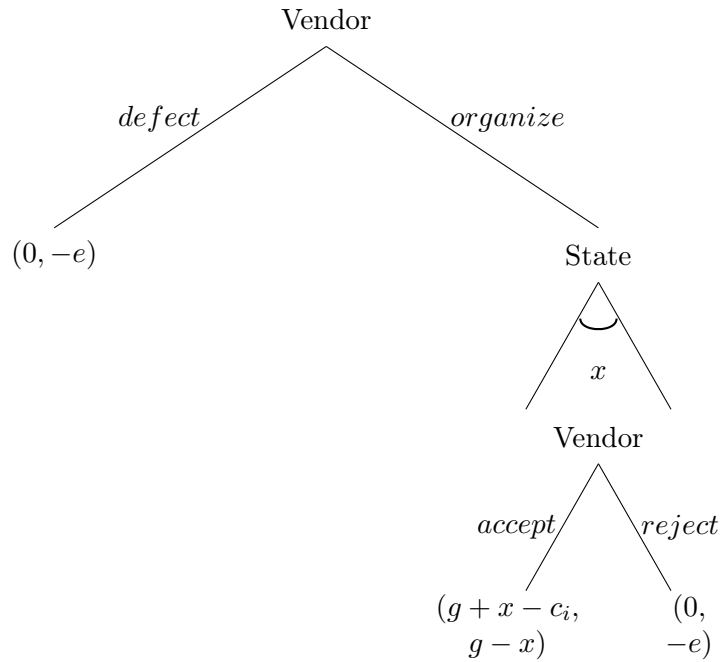 Vendor
defect
organize
(0, −e)
State
x
Vendor
accept
reject
(g + x − c_i,
g − x)
(0,
−e)